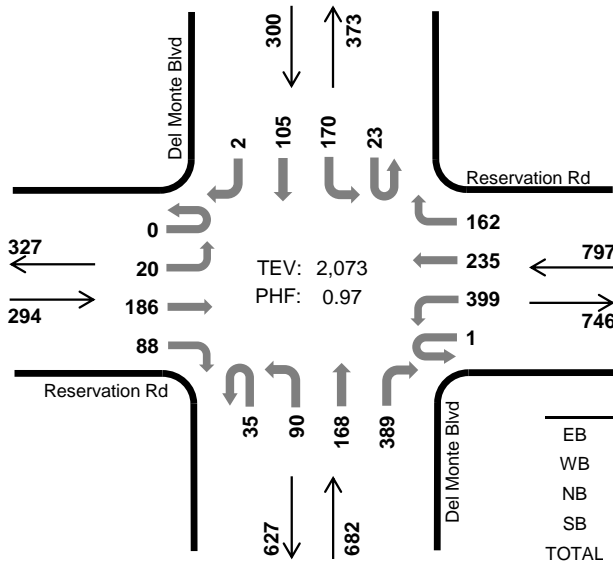 300
373
Del Monte Blvd
2
105
170
23
Reservation Rd
0
162
327
20
TEV: 2,073
235
797
294
186
PHF: 0.97
399
746
88
1
Reservation Rd
35
90
168
389
Del Monte Blvd
627
682
EB
WB
NB
SB
TOTAL